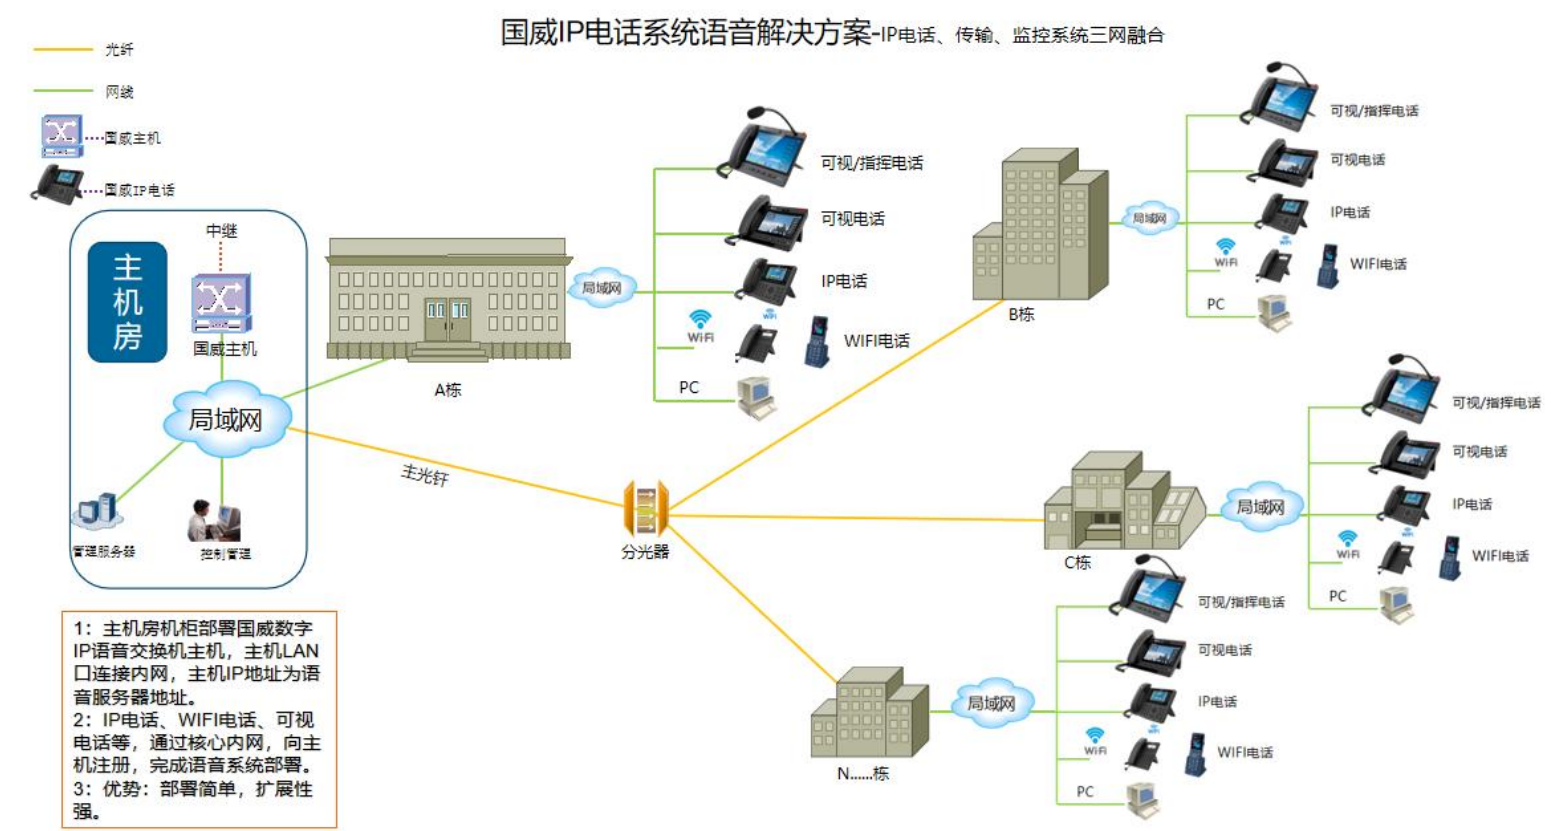 国威IP电话系统语音解决方案-IP电话、传输、监控系统三网融合
光纤
网线
国威主机
国威IP电话
主机房
中继
国威主机
局域网
管理服务器
控制管理
A栋
局域网
可视/指挥电话
可视电话
IP电话
Wi-Fi
WiFi
WIFI电话
PC
主光钎
分光器
B栋
局域网
可视/指挥电话
可视电话
IP电话
Wi-Fi
WiFi
WIFI电话
PC
C栋
局域网
可视/指挥电话
可视电话
IP电话
Wi-Fi
WiFi
WIFI电话
PC
N......栋
局域网
可视/指挥电话
可视电话
IP电话
Wi-Fi
WiFi
WIFI电话
PC
1：主机房机柜部署国威数字
IP语音交换机主机，主机LAN
口连接内网，主机IP地址为语
音服务器地址。
2：IP电话、WIFI电话、可视
电话等，通过核心内网，向主
机注册，完成语音系统部署。
3：优势：部署简单，扩展性
强。